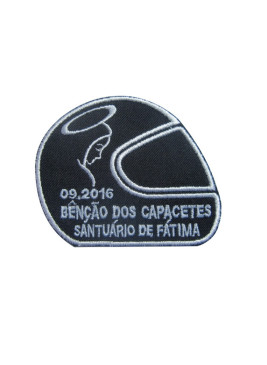 09.2016
BÊNÇÃO DOS CAPACETES
SANTUÁRIO DE FÁTIMA